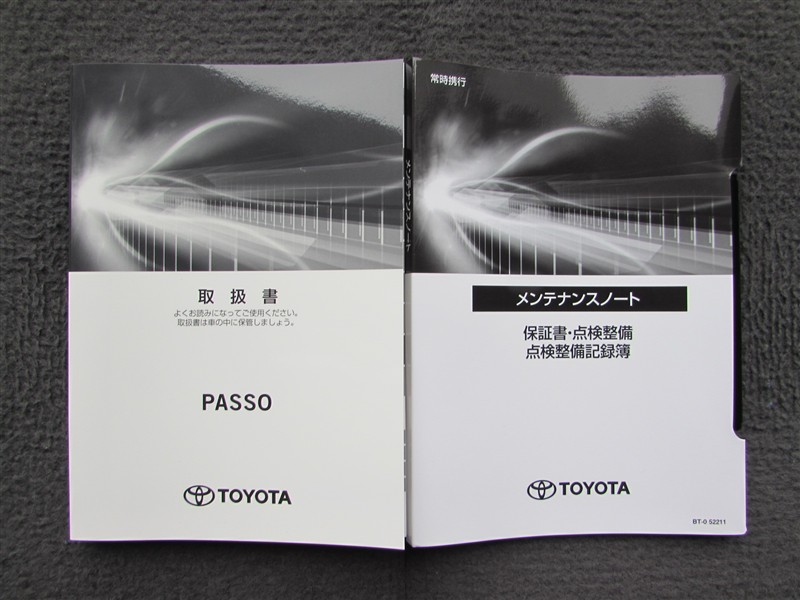 取扱書
よくお読みになってご使用ください。
取扱書は車の中に保管しましょう。
PASSO
TOYOTA
メンテナンスノート
常時携行
メンテナンスノート
保証書・点検整備
点検整備記録簿
TOYOTA
BT-0 52211